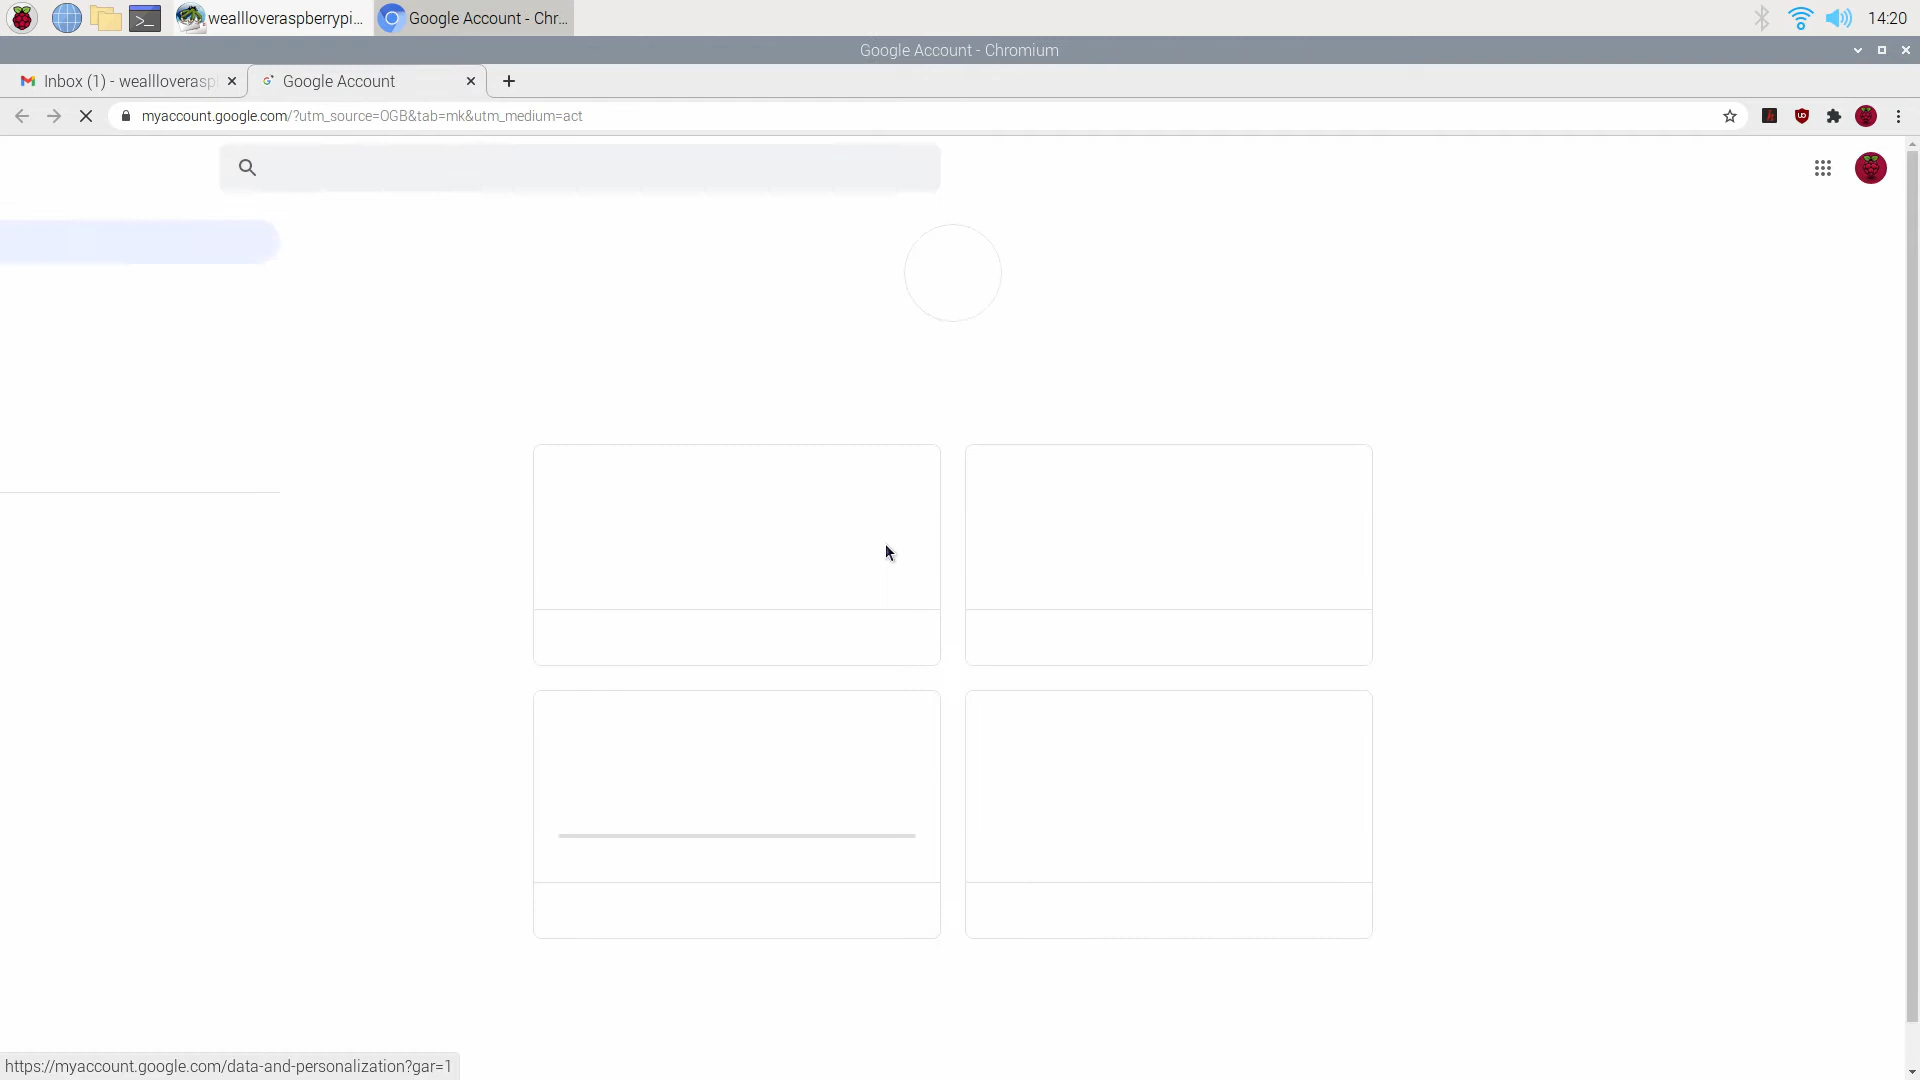 weallloveraspberrypi...
Google Account - Chr...
14:20
Google Account - Chromium
Inbox (1) - weallloverasp
Google Account
myaccount.google.com/?utm_source=OGB&tab=mk&utm_medium=act
https://myaccount.google.com/data-and-personalization?gar=1